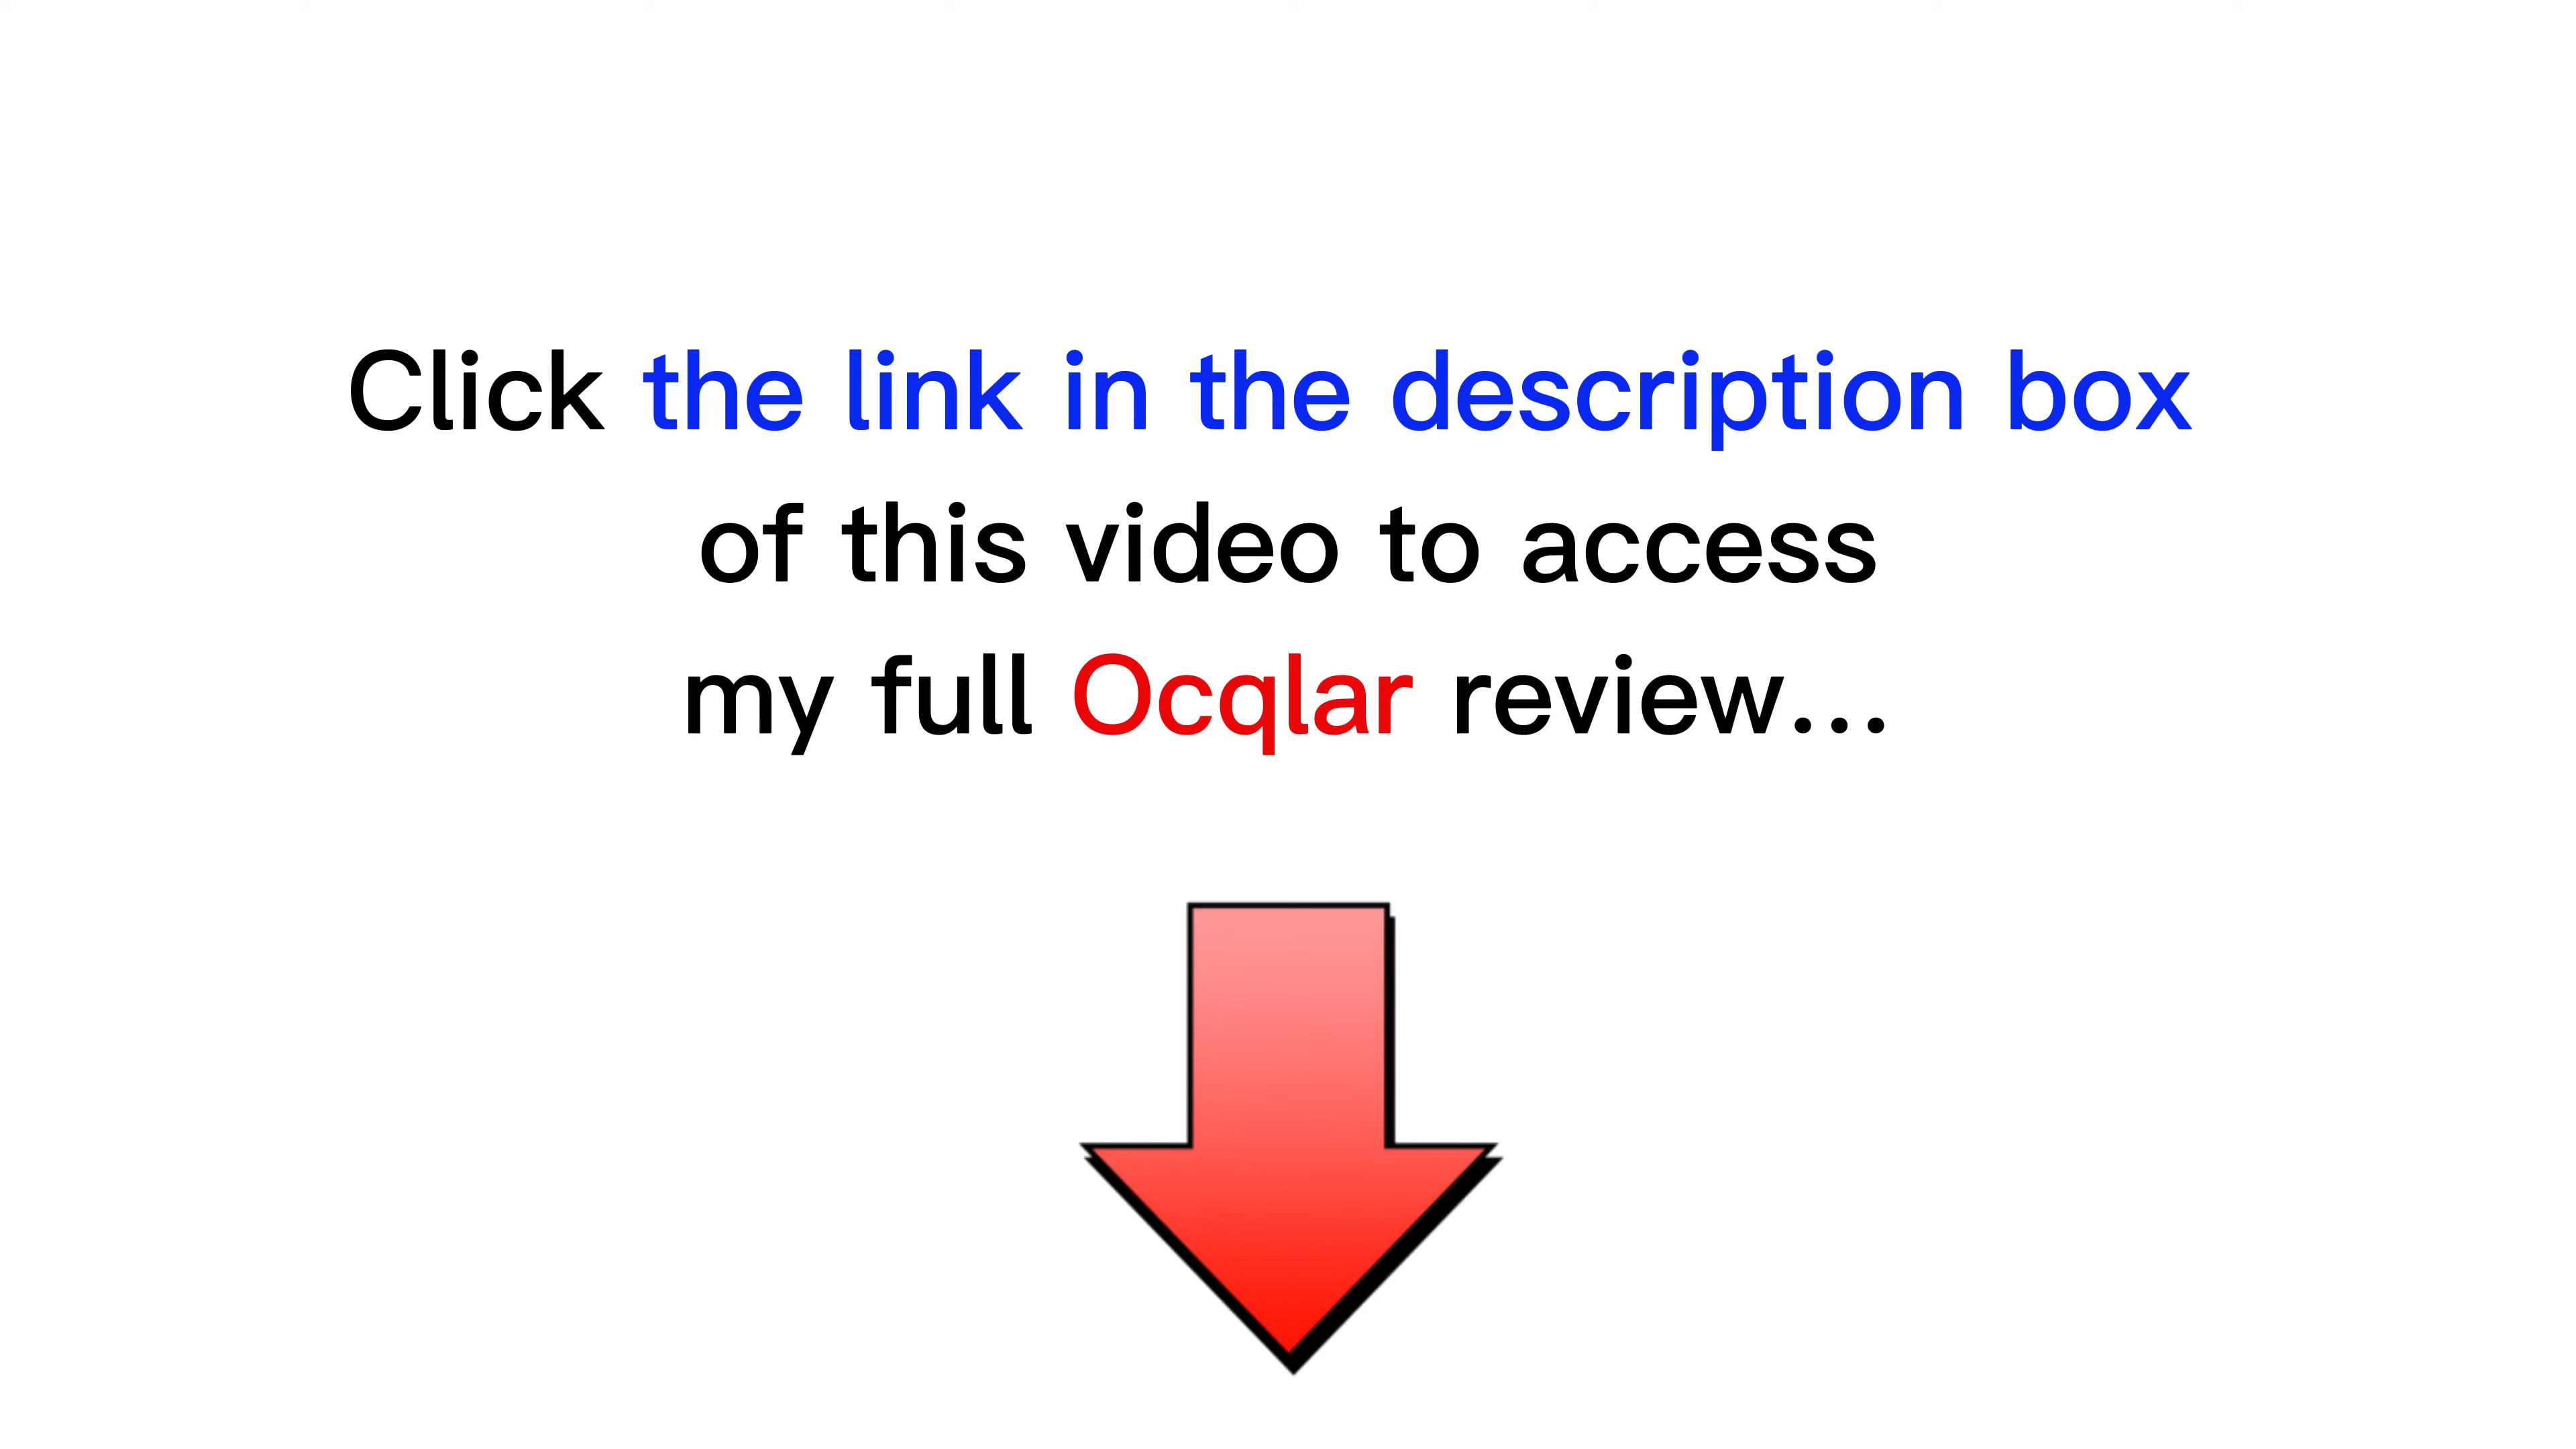 Click the link in the description box
of this video to access
my full Ocqlar review...